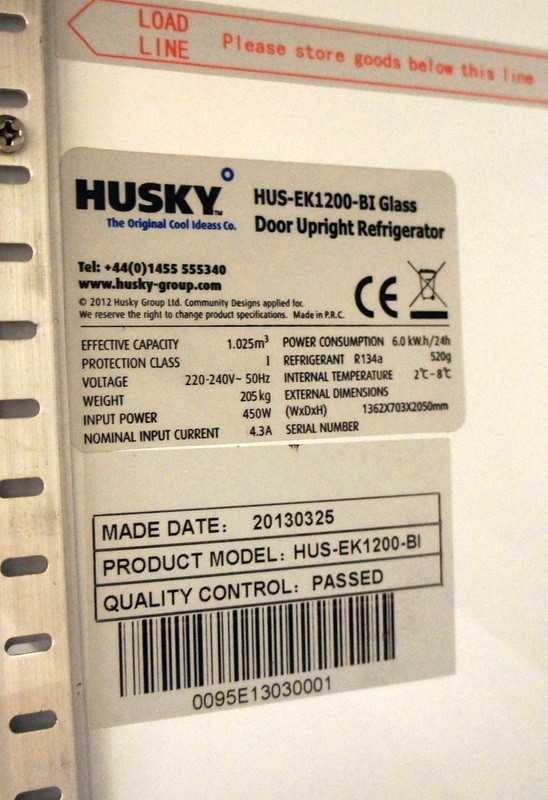 LOAD
LINE
Please store goods below this line
HUSKY™
The Original Cool Ideass Co.
HUS-EK1200-BI Glass
Door Upright Refrigerator
Tel: +44(0)1455 555340
www.husky-group.com
© 2012 Husky Group Ltd. Community Designs applied for.
We reserve the right to change product specifications. Made in P.R.C.
CE
EFFECTIVE CAPACITY 1.025m³
PROTECTION CLASS I
VOLTAGE 220-240V~ 50Hz
WEIGHT 205kg
INPUT POWER 450W
NOMINAL INPUT CURRENT 4.3A
POWER CONSUMPTION 6.0 kW.h/24h
REFRIGERANT R134a 520g
INTERNAL TEMPERATURE 2℃-8℃
EXTERNAL DIMENSIONS
(WxDxH) 1362X703X2050mm
SERIAL NUMBER
MADE DATE: 20130325
PRODUCT MODEL: HUS-EK1200-BI
QUALITY CONTROL: PASSED
0095E13030001